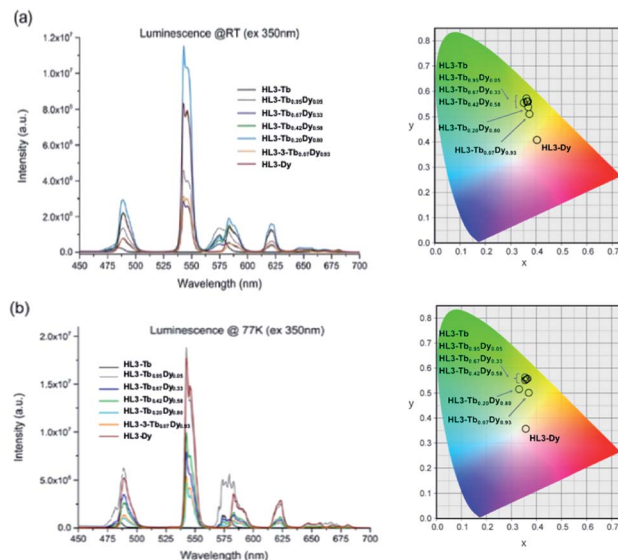 (a)
Luminescence @RT (ex 350nm)
Intensity (a.u.)
1.2x10⁷
1.0x10⁷
8.0x10⁶
6.0x10⁶
4.0x10⁶
2.0x10⁶
0.0
450 475 500 525 550 575 600 625 650 675 700
Wavelength (nm)
HL3-Tb
HL3-Tb₀.₉₅Dy₀.₀₅
HL3-Tb₀.₆₇Dy₀.₃₃
HL3-Tb₀.₄₂Dy₀.₅₈
HL3-Tb₀.₂₀Dy₀.₈₀
HL3-3-Tb₀.₀₇Dy₀.₉₃
HL3-Dy
y
0.8
0.7
0.6
0.5
0.4
0.3
0.2
0.1
0.0
0.0 0.1 0.2 0.3 0.4 0.5 0.6 0.7
x
HL3-Tb
HL3-Tb₀.₉₅Dy₀.₀₅
HL3-Tb₀.₆₇Dy₀.₃₃
HL3-Tb₀.₄₂Dy₀.₅₈
HL3-Tb₀.₂₀Dy₀.₈₀
HL3-Tb₀.₀₇Dy₀.₉₃
HL3-Dy
(b)
Luminescence @ 77K (ex 350nm)
Intensity (a.u.)
2.0x10⁷
1.5x10⁷
1.0x10⁷
5.0x10⁶
0.0
450 475 500 525 550 575 600 625 650 675 700
Wavelength (nm)
HL3-Tb
HL3-Tb₀.₉₅Dy₀.₀₅
HL3-Tb₀.₆₇Dy₀.₃₃
HL3-Tb₀.₄₂Dy₀.₅₈
HL3-Tb₀.₂₀Dy₀.₈₀
HL3-3-Tb₀.₀₇Dy₀.₉₃
HL3-Dy
y
0.8
0.7
0.6
0.5
0.4
0.3
0.2
0.1
0.0
0.0 0.1 0.2 0.3 0.4 0.5 0.6 0.7
x
HL3-Tb
HL3-Tb₀.₉₅Dy₀.₀₅
HL3-Tb₀.₆₇Dy₀.₃₃
HL3-Tb₀.₄₂Dy₀.₅₈
HL3-Tb₀.₂₀Dy₀.₈₀
HL3-Tb₀.₀₇Dy₀.₉₃
HL3-Dy